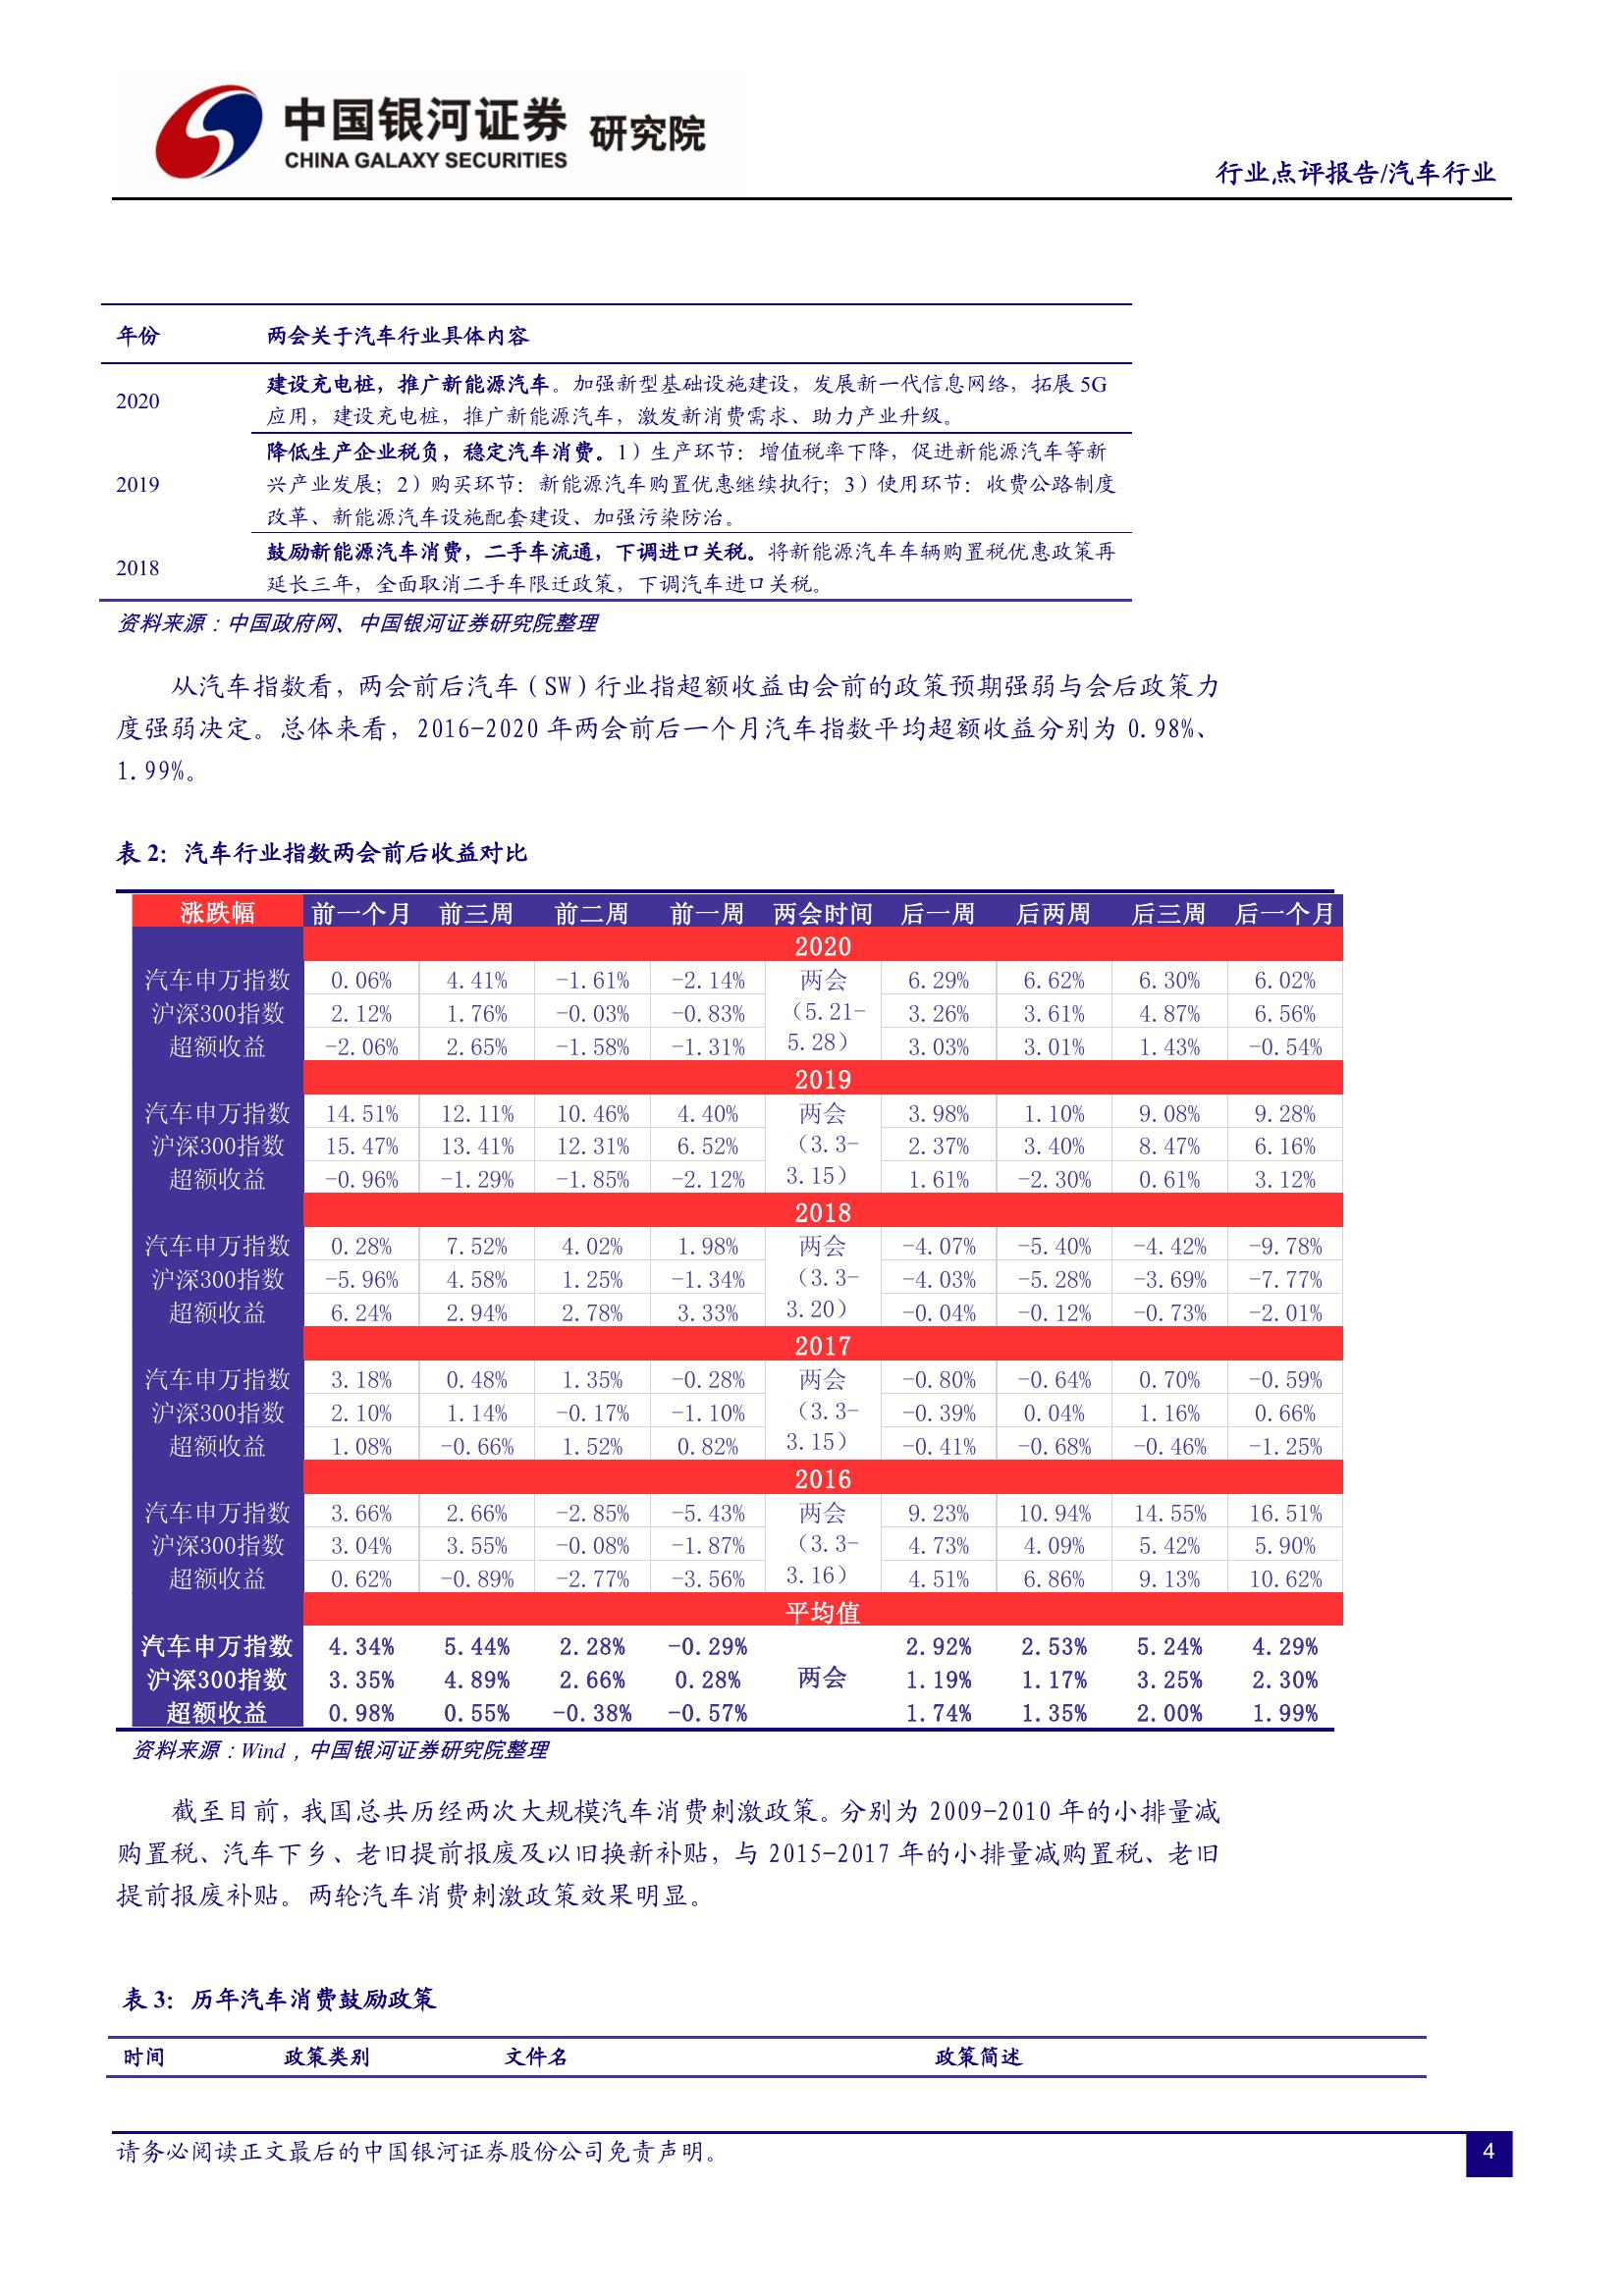 中国银河证券 研究院
CHINA GALAXY SECURITIES
行业点评报告/汽车行业
年份 两会关于汽车行业具体内容
2020 建设充电桩，推广新能源汽车。加强新型基础设施建设，发展新一代信息网络，拓展 5G
应用，建设充电桩，推广新能源汽车，激发新消费需求、助力产业升级。
降低生产企业税负，稳定汽车消费。1）生产环节：增值税率下降，促进新能源汽车等新
2019 兴产业发展；2）购买环节：新能源汽车购置优惠继续执行；3）使用环节：收费公路制度
改革、新能源汽车设施配套建设、加强污染防治。
2018 鼓励新能源汽车消费，二手车流通，下调进口关税。将新能源汽车车辆购置税优惠政策再
延长三年，全面取消二手车限迁政策，下调汽车进口关税。
资料来源：中国政府网、中国银河证券研究院整理
从汽车指数看，两会前后汽车（SW）行业指超额收益由会前的政策预期强弱与会后政策力
度强弱决定。总体来看，2016-2020 年两会前后一个月汽车指数平均超额收益分别为 0.98%、
1.99%。
表 2：汽车行业指数两会前后收益对比
涨跌幅 前一个月 前三周 前二周 前一周 两会时间 后一周 后两周 后三周 后一个月
2020
汽车申万指数 0.06% 4.41% -1.61% -2.14% 两会 6.29% 6.62% 6.30% 6.02%
沪深300指数 2.12% 1.76% -0.03% -0.83% （5.21- 3.26% 3.61% 4.87% 6.56%
超额收益 -2.06% 2.65% -1.58% -1.31% 5.28） 3.03% 3.01% 1.43% -0.54%
2019
汽车申万指数 14.51% 12.11% 10.46% 4.40% 两会 3.98% 1.10% 9.08% 9.28%
沪深300指数 15.47% 13.41% 12.31% 6.52% （3.3- 2.37% 3.40% 8.47% 6.16%
超额收益 -0.96% -1.29% -1.85% -2.12% 3.15） 1.61% -2.30% 0.61% 3.12%
2018
汽车申万指数 0.28% 7.52% 4.02% 1.98% 两会 -4.07% -5.40% -4.42% -9.78%
沪深300指数 -5.96% 4.58% 1.25% -1.34% （3.3- -4.03% -5.28% -3.69% -7.77%
超额收益 6.24% 2.94% 2.78% 3.33% 3.20） -0.04% -0.12% -0.73% -2.01%
2017
汽车申万指数 3.18% 0.48% 1.35% -0.28% 两会 -0.80% -0.64% 0.70% -0.59%
沪深300指数 2.10% 1.14% -0.17% -1.10% （3.3- -0.39% 0.04% 1.16% 0.66%
超额收益 1.08% -0.66% 1.52% 0.82% 3.15） -0.41% -0.68% -0.46% -1.25%
2016
汽车申万指数 3.66% 2.66% -2.85% -5.43% 两会 9.23% 10.94% 14.55% 16.51%
沪深300指数 3.04% 3.55% -0.08% -1.87% （3.3- 4.73% 4.09% 5.42% 5.90%
超额收益 0.62% -0.89% -2.77% -3.56% 3.16） 4.51% 6.86% 9.13% 10.62%
平均值
汽车申万指数 4.34% 5.44% 2.28% -0.29% 2.92% 2.53% 5.24% 4.29%
沪深300指数 3.35% 4.89% 2.66% 0.28% 两会 1.19% 1.17% 3.25% 2.30%
超额收益 0.98% 0.55% -0.38% -0.57% 1.74% 1.35% 2.00% 1.99%
资料来源：Wind，中国银河证券研究院整理
截至目前，我国总共历经两次大规模汽车消费刺激政策。分别为 2009-2010 年的小排量减
购置税、汽车下乡、老旧提前报废及以旧换新补贴，与 2015-2017 年的小排量减购置税、老旧
提前报废补贴。两轮汽车消费刺激政策效果明显。
表 3：历年汽车消费鼓励政策
时间 政策类别 文件名 政策简述
请务必阅读正文最后的中国银河证券股份公司免责声明。 4